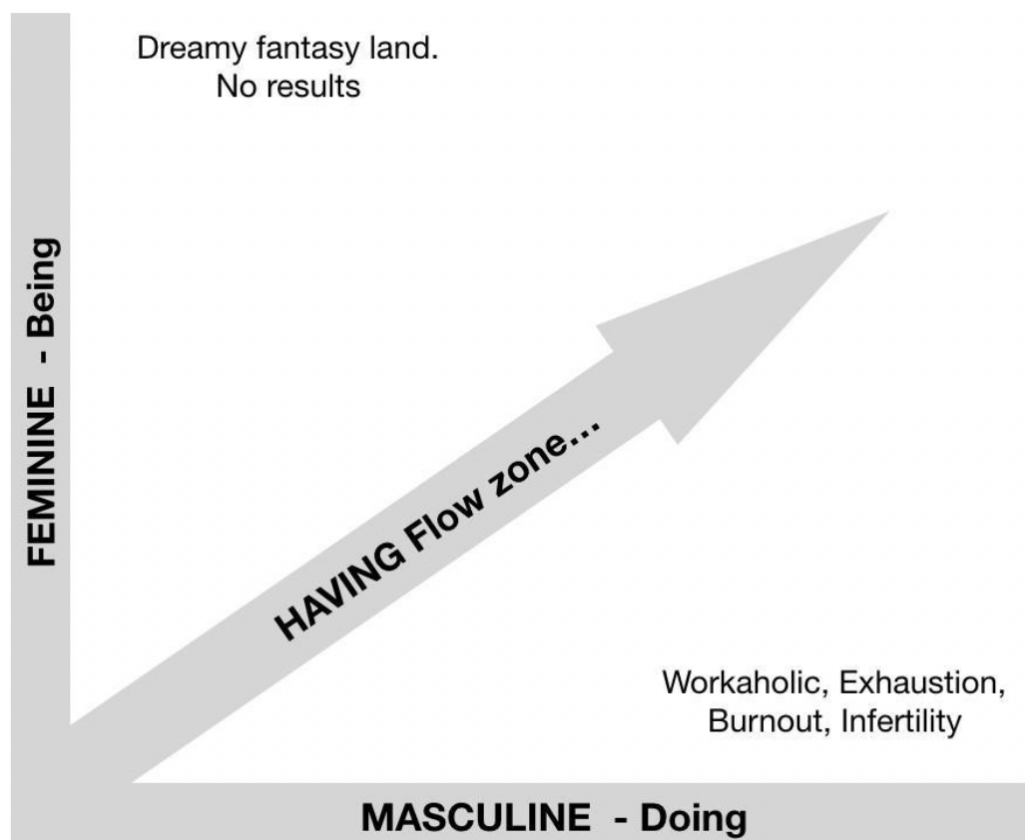 Dreamy fantasy land.
No results
FEMININE - Being
HAVING Flow zone...
Workaholic, Exhaustion,
Burnout, Infertility
MASCULINE - Doing